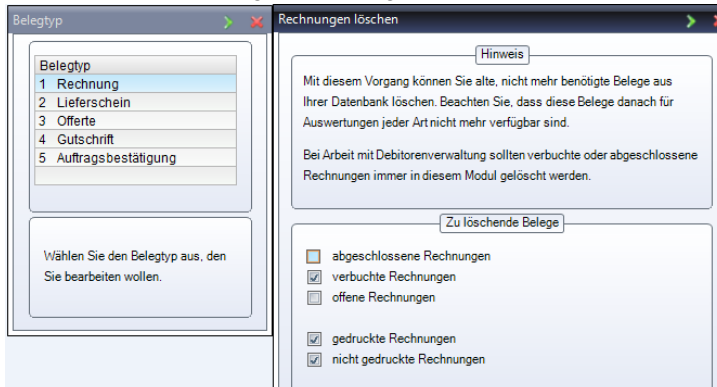 Belegtyp
Belegtyp
1 Rechnung
2 Lieferschein
3 Offerte
4 Gutschrift
5 Auftragsbestätigung
Wählen Sie den Belegtyp aus, den
Sie bearbeiten wollen.
Rechnungen löschen
Hinweis
Mit diesem Vorgang können Sie alte, nicht mehr benötigte Belege aus
Ihrer Datenbank löschen. Beachten Sie, dass diese Belege danach für
Auswertungen jeder Art nicht mehr verfügbar sind.
Bei Arbeit mit Debitorenverwaltung sollten verbuchte oder abgeschlossene
Rechnungen immer in diesem Modul gelöscht werden.
Zu löschende Belege
abgeschlossene Rechnungen
verbuchte Rechnungen
offene Rechnungen
gedruckte Rechnungen
nicht gedruckte Rechnungen